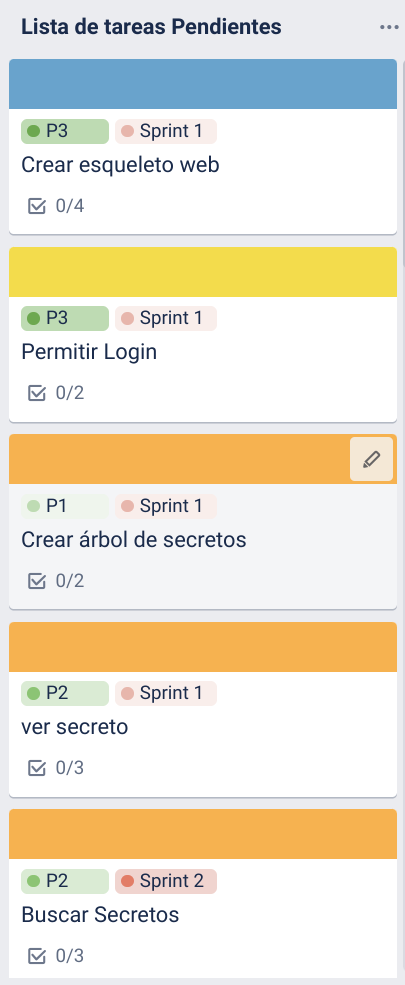 Lista de tareas Pendientes
P3 Sprint 1
Crear esqueleto web
0/4
P3 Sprint 1
Permitir Login
0/2
P1 Sprint 1
Crear árbol de secretos
0/2
P2 Sprint 1
ver secreto
0/3
P2 Sprint 2
Buscar Secretos
0/3